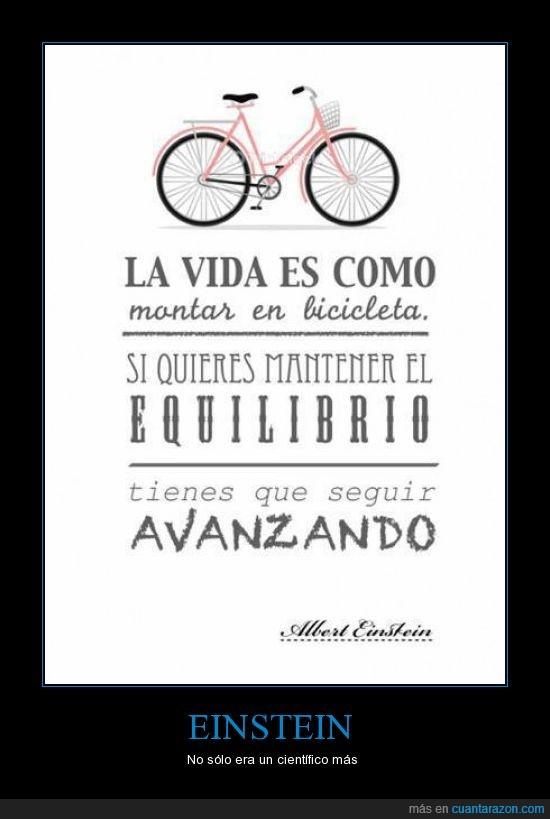 LA VIDA ES COMO
montar en bicicleta.
SI QUIERES MANTENER EL
EQUILIBRIO
tienes que seguir
AVANZANDO
Albert Einstein
EINSTEIN
No sólo era un científico más
más en cuantarazon.com